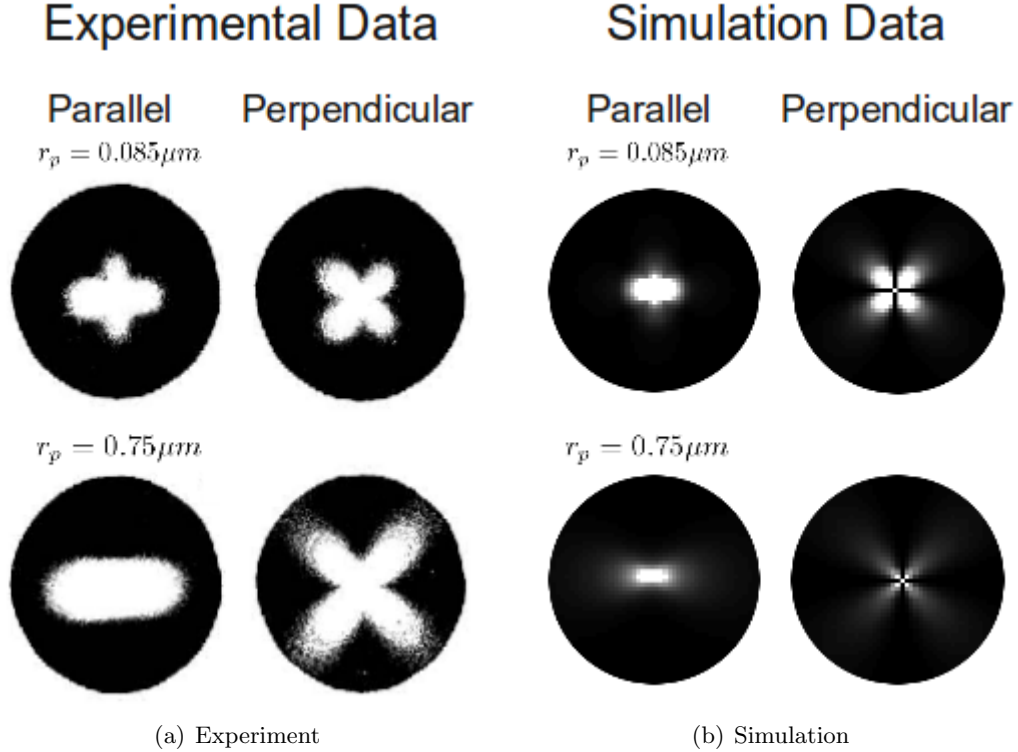 Experimental Data Simulation Data
Parallel Perpendicular Parallel Perpendicular
r_p = 0.085μm r_p = 0.085μm
r_p = 0.75μm r_p = 0.75μm
(a) Experiment (b) Simulation